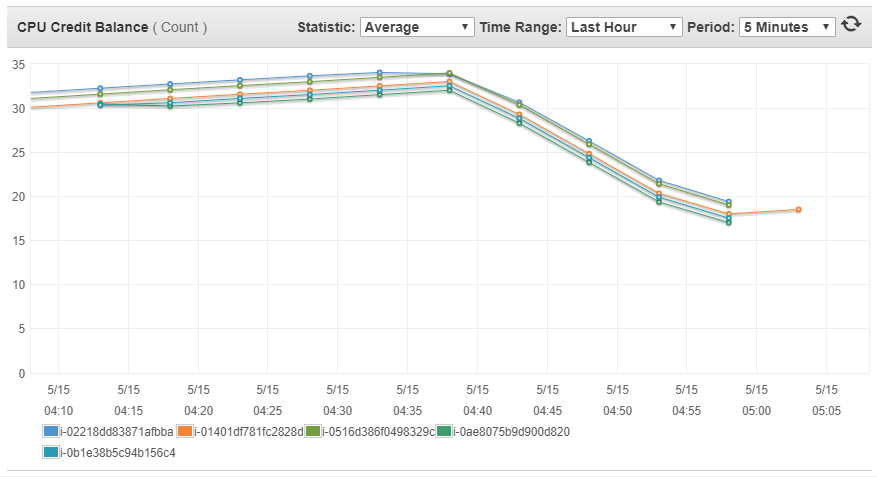 CPU Credit Balance ( Count ) Statistic: Average Time Range: Last Hour Period: 5 Minutes
35
30
25
20
15
10
5
0
5/15 5/15 5/15 5/15 5/15 5/15 5/15 5/15 5/15 5/15 5/15 5/15
04:10 04:15 04:20 04:25 04:30 04:35 04:40 04:45 04:50 04:55 05:00 05:05
i-02218dd83871afbba i-01401df781fc2828d i-0516d386f0498329c i-0ae8075b9d900d820
i-0b1e38b5c94b156c4